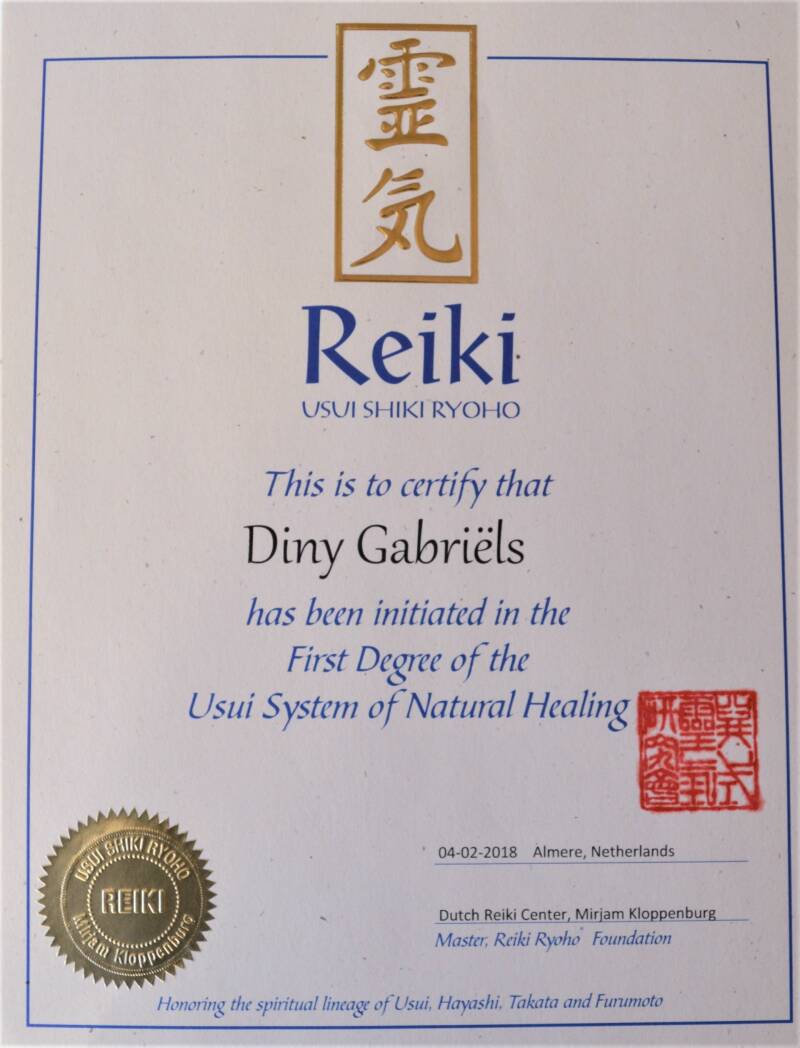 靈
気
Reiki
USUI SHIKI RYOHO
This is to certify that
Diny Gabriëls
has been initiated in the
First Degree of the
Usui System of Natural Healing
04-02-2018 Almere, Netherlands
Dutch Reiki Center, Mirjam Kloppenburg
Master, Reiki Ryoho Foundation
USUI SHIKI RYOHO
REIKI
Mirjam Kloppenburg
Honoring the spiritual lineage of Usui, Hayashi, Takata and Furumoto